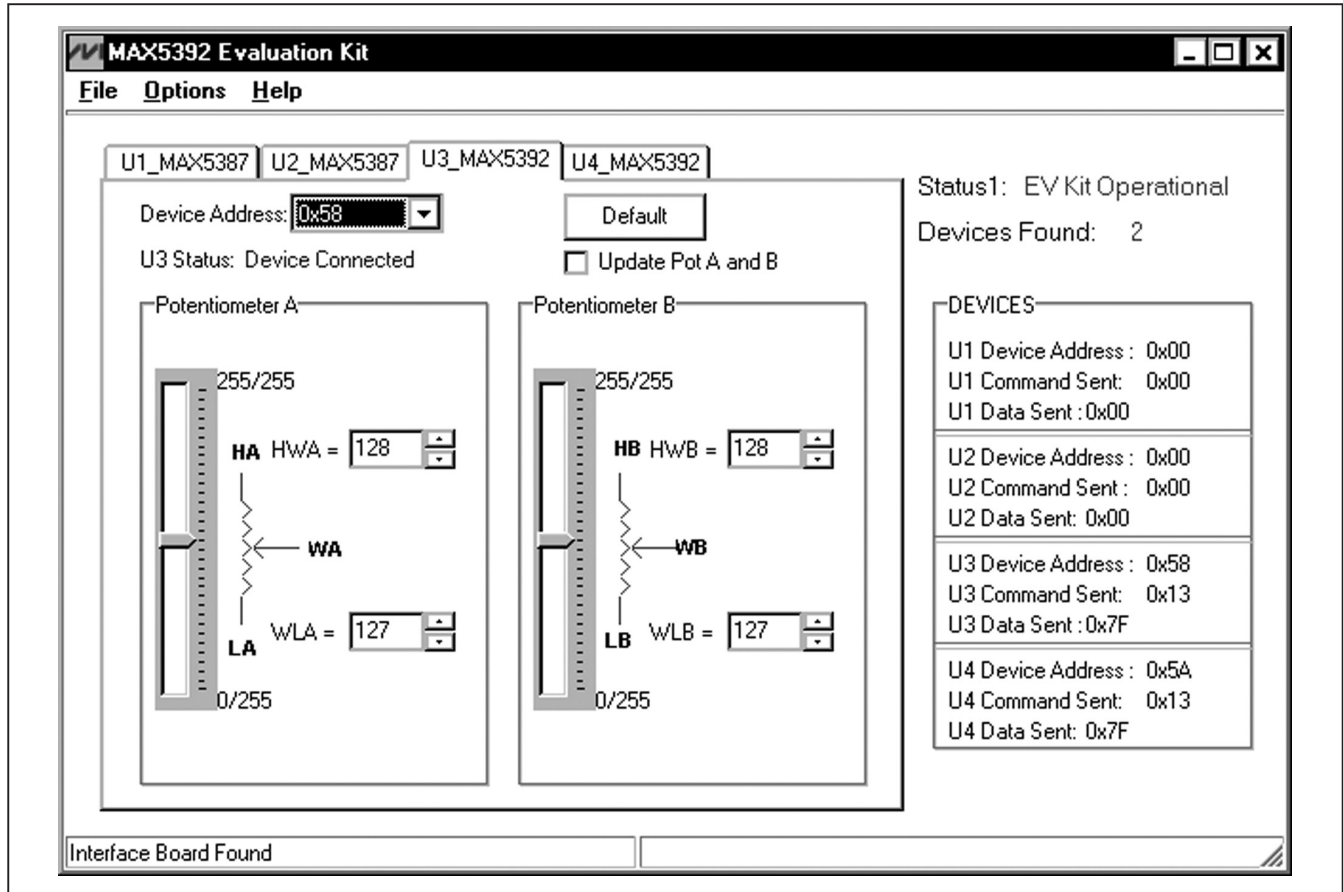 MAX5392 Evaluation Kit
File Options Help
U1_MAX5387 U2_MAX5387 U3_MAX5392 U4_MAX5392
Device Address: 0x58
Default
U3 Status: Device Connected
Update Pot A and B
Status1: EV Kit Operational
Devices Found: 2
Potentiometer A
255/255
HA HWA = 128
WA
WLA = 127
LA
0/255
Potentiometer B
255/255
HB HWB = 128
WB
LB WLB = 127
0/255
DEVICES
U1 Device Address : 0x00
U1 Command Sent: 0x00
U1 Data Sent : 0x00
U2 Device Address : 0x00
U2 Command Sent : 0x00
U2 Data Sent: 0x00
U3 Device Address : 0x58
U3 Command Sent: 0x13
U3 Data Sent : 0x7F
U4 Device Address : 0x5A
U4 Command Sent: 0x13
U4 Data Sent: 0x7F
Interface Board Found